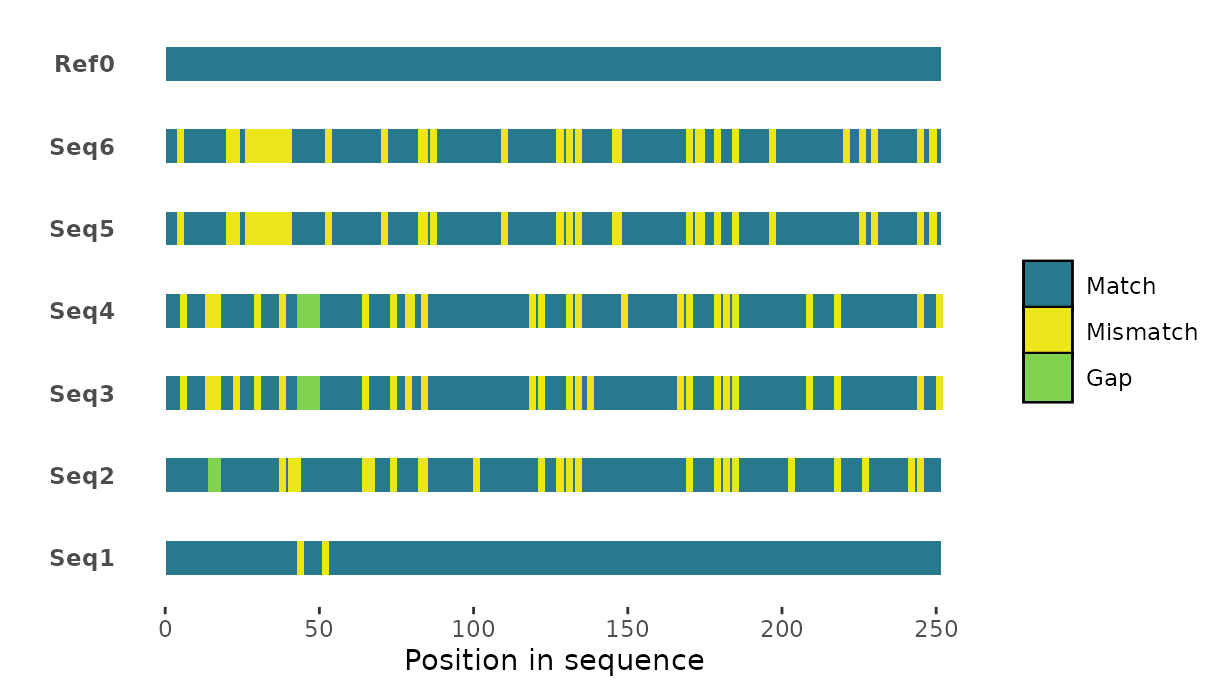 Ref0
Seq6
Seq5
Seq4
Seq3
Seq2
Seq1
Match
Mismatch
Gap
0 50 100 150 200 250
Position in sequence